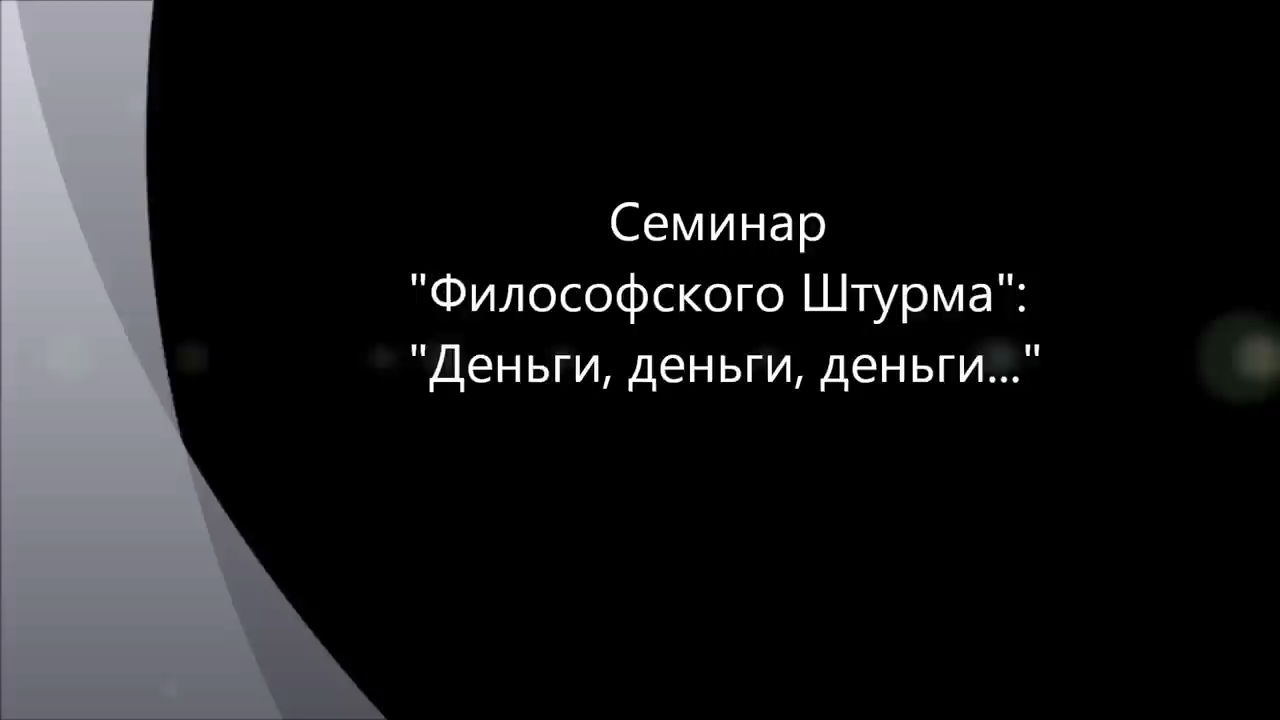 Семинар
"Философского Штурма":
"Деньги, деньги, деньги..."